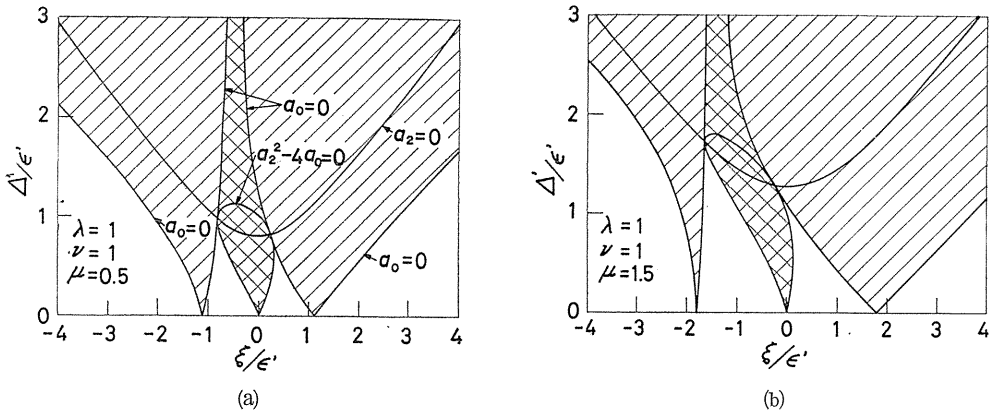 3
2
1
0
Δ'/ε'
a₀=0
a₂²-4a₀=0
a₂=0
a₀=0
a₀=0
λ = 1
ν = 1
μ=0.5
-4 -3 -2 -1 0 1 2 3 4
ξ/ε'
(a)
3
2
1
0
Δ'/ε'
λ = 1
ν = 1
μ=1.5
-4 -3 -2 -1 0 1 2 3 4
ξ/ε'
(b)